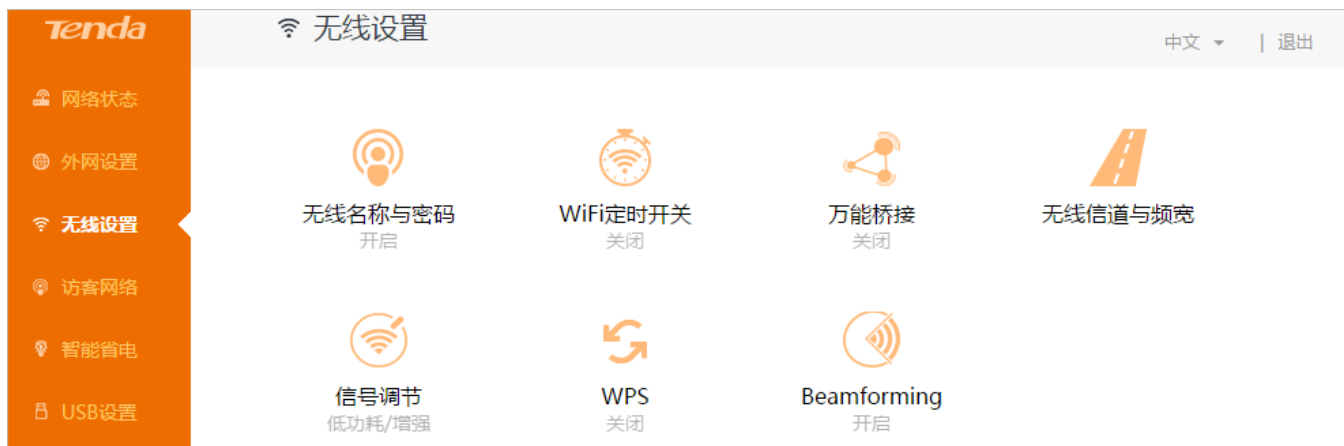 Tenda
无线设置
中文
| 退出
网络状态
外网设置
无线设置
访客网络
智能省电
USB设置
无线名称与密码
开启
WiFi定时开关
关闭
万能桥接
关闭
无线信道与频宽
信号调节
低功耗/增强
WPS
关闭
Beamforming
开启